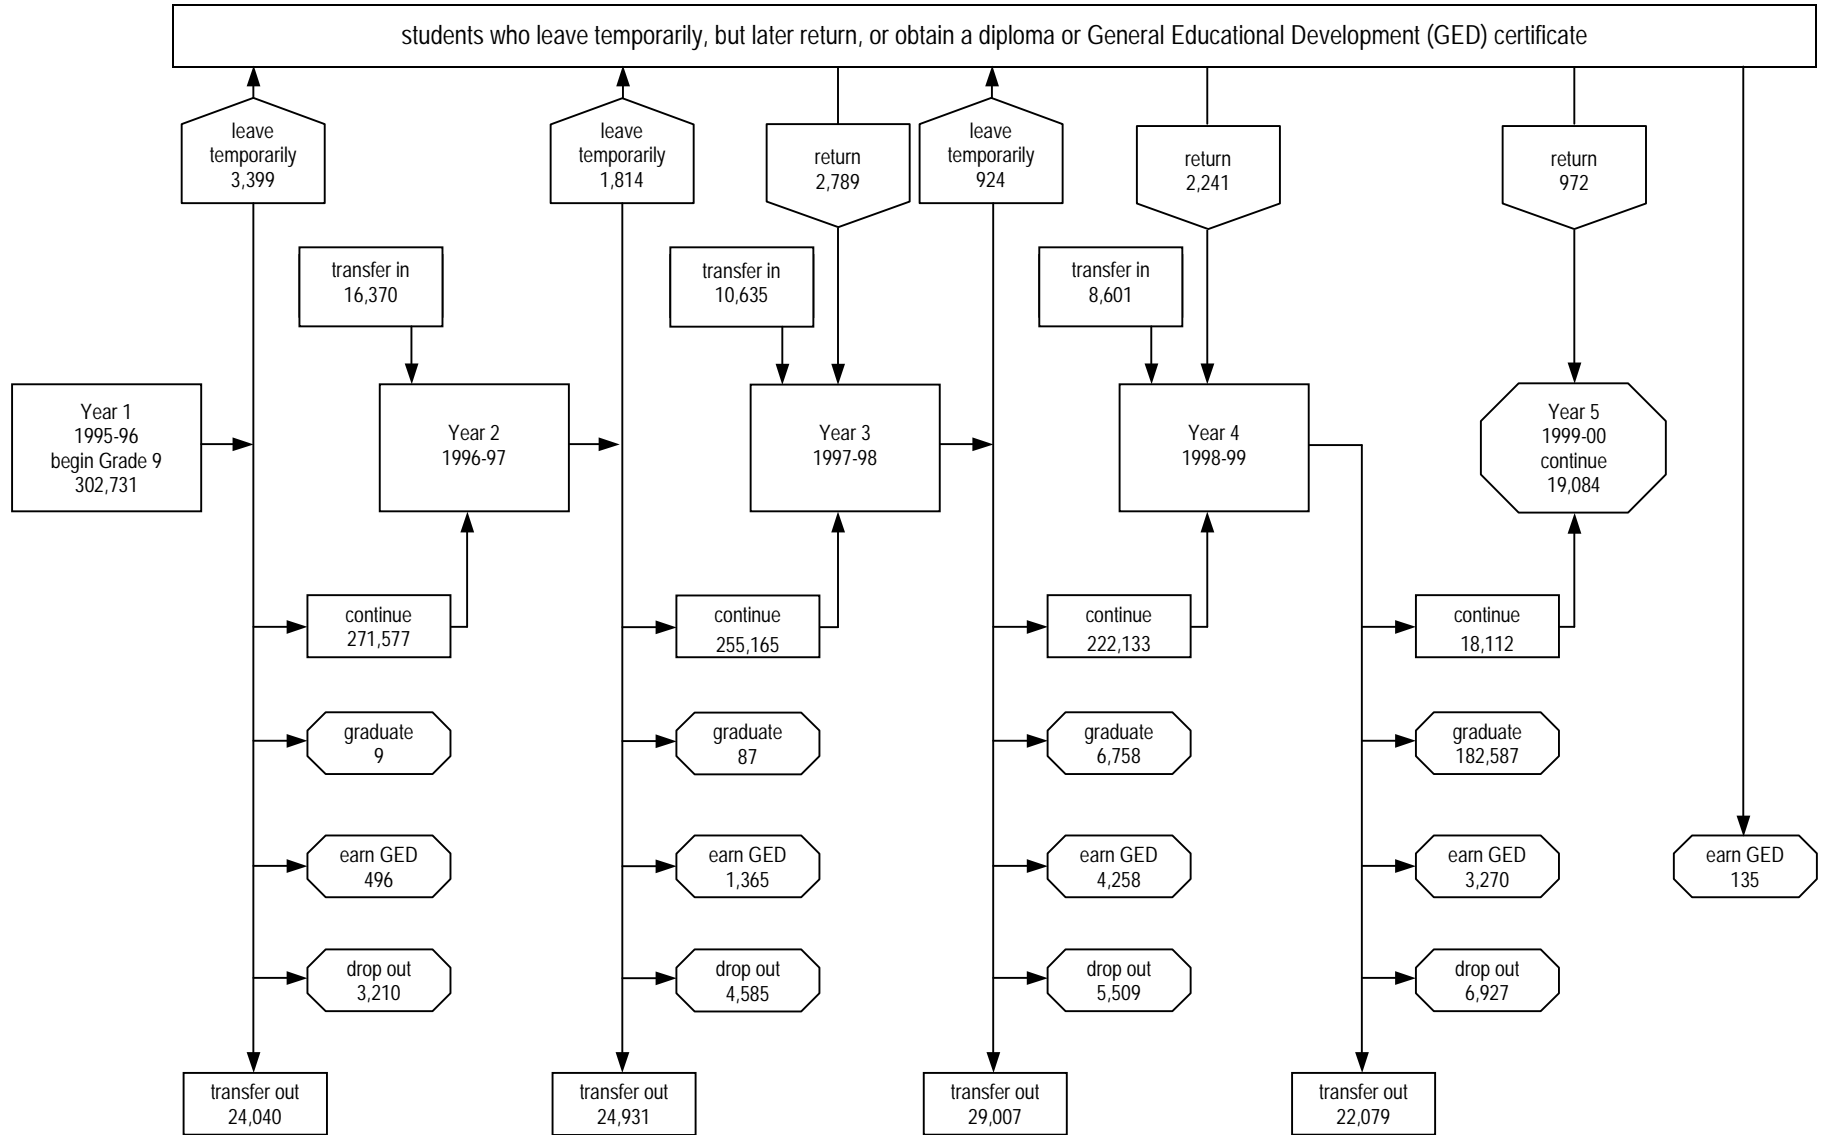 students who leave temporarily, but later return, or obtain a diploma or General Educational Development (GED) certificate
leave
temporarily
3,399
leave
temporarily
1,814
return
2,789
leave
temporarily
924
return
2,241
return
972
transfer in
16,370
transfer in
10,635
transfer in
8,601
Year 1
1995-96
begin Grade 9
302,731
Year 2
1996-97
Year 3
1997-98
Year 4
1998-99
Year 5
1999-00
continue
19,084
continue
271,577
continue
255,165
continue
222,133
continue
18,112
graduate
9
graduate
87
graduate
6,758
graduate
182,587
earn GED
496
earn GED
1,365
earn GED
4,258
earn GED
3,270
earn GED
135
drop out
3,210
drop out
4,585
drop out
5,509
drop out
6,927
transfer out
24,040
transfer out
24,931
transfer out
29,007
transfer out
22,079